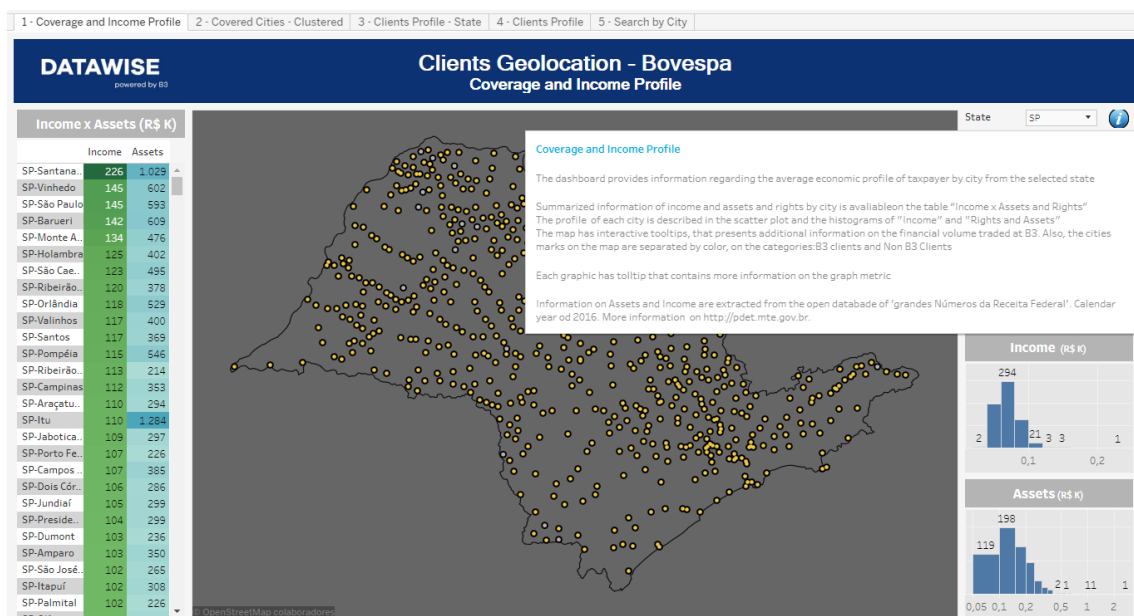 1 - Coverage and Income Profile
2 - Covered Cities - Clustered
3 - Clients Profile - State
4 - Clients Profile
5 - Search by City
DATAWISE
powered by B3
Clients Geolocation - Bovespa
Coverage and Income Profile
Income x Assets (R$ K)
Income Assets
SP-Santana.. 226 1.029
SP-Vinhedo 145 602
SP-São Paulo 145 593
SP-Barueri 142 609
SP-Monte A.. 134 476
SP-Holambra 125 402
SP-São Cae.. 123 495
SP-Ribeirão.. 120 378
SP-Orlândia 118 529
SP-Valinhos 117 400
SP-Santos 117 369
SP-Pompéia 115 546
SP-Ribeirão.. 113 214
SP-Campinas 112 353
SP-Araçatu.. 110 294
SP-Itu 110 1.284
SP-Jabotica.. 109 297
SP-Porto Fe.. 107 226
SP-Campos .. 107 385
SP-Dois Cór.. 106 286
SP-Jundiaí 105 299
SP-Preside.. 104 299
SP-Dumont 103 236
SP-Amparo 103 350
SP-São José.. 102 265
SP-Itapuí 102 308
SP-Palmital 102 226
© OpenStreetMap colaboradores
State SP
i
Coverage and Income Profile
The dashboard provides information regarding the average economic profile of taxpayer by city from the selected state
Summarized information of income and assets and rights by city is avaliableon the table "Income x Assets and Rights"
The profile of each city is described in the scatter plot and the histograms of "Income" and "Rights and Assets"
The map has interactive tooltips, that presents additional information on the financial volume traded at B3. Also, the cities
marks on the map are separated by color, on the categories:B3 clients and Non B3 Clients
Each graphic has tolltip that contains more information on the graph metric
Information on Assets and Income are extracted from the open databade of 'grandes Números da Receita Federal'. Calendar
year od 2016. More information on http://pdet.mte.gov.br.
Income (R$ K)
294
2 21 3 3 1
0,1 0,2
Assets (R$ K)
198
119
2 1 11 1
0,05 0,1 0,2 0,5 1 2